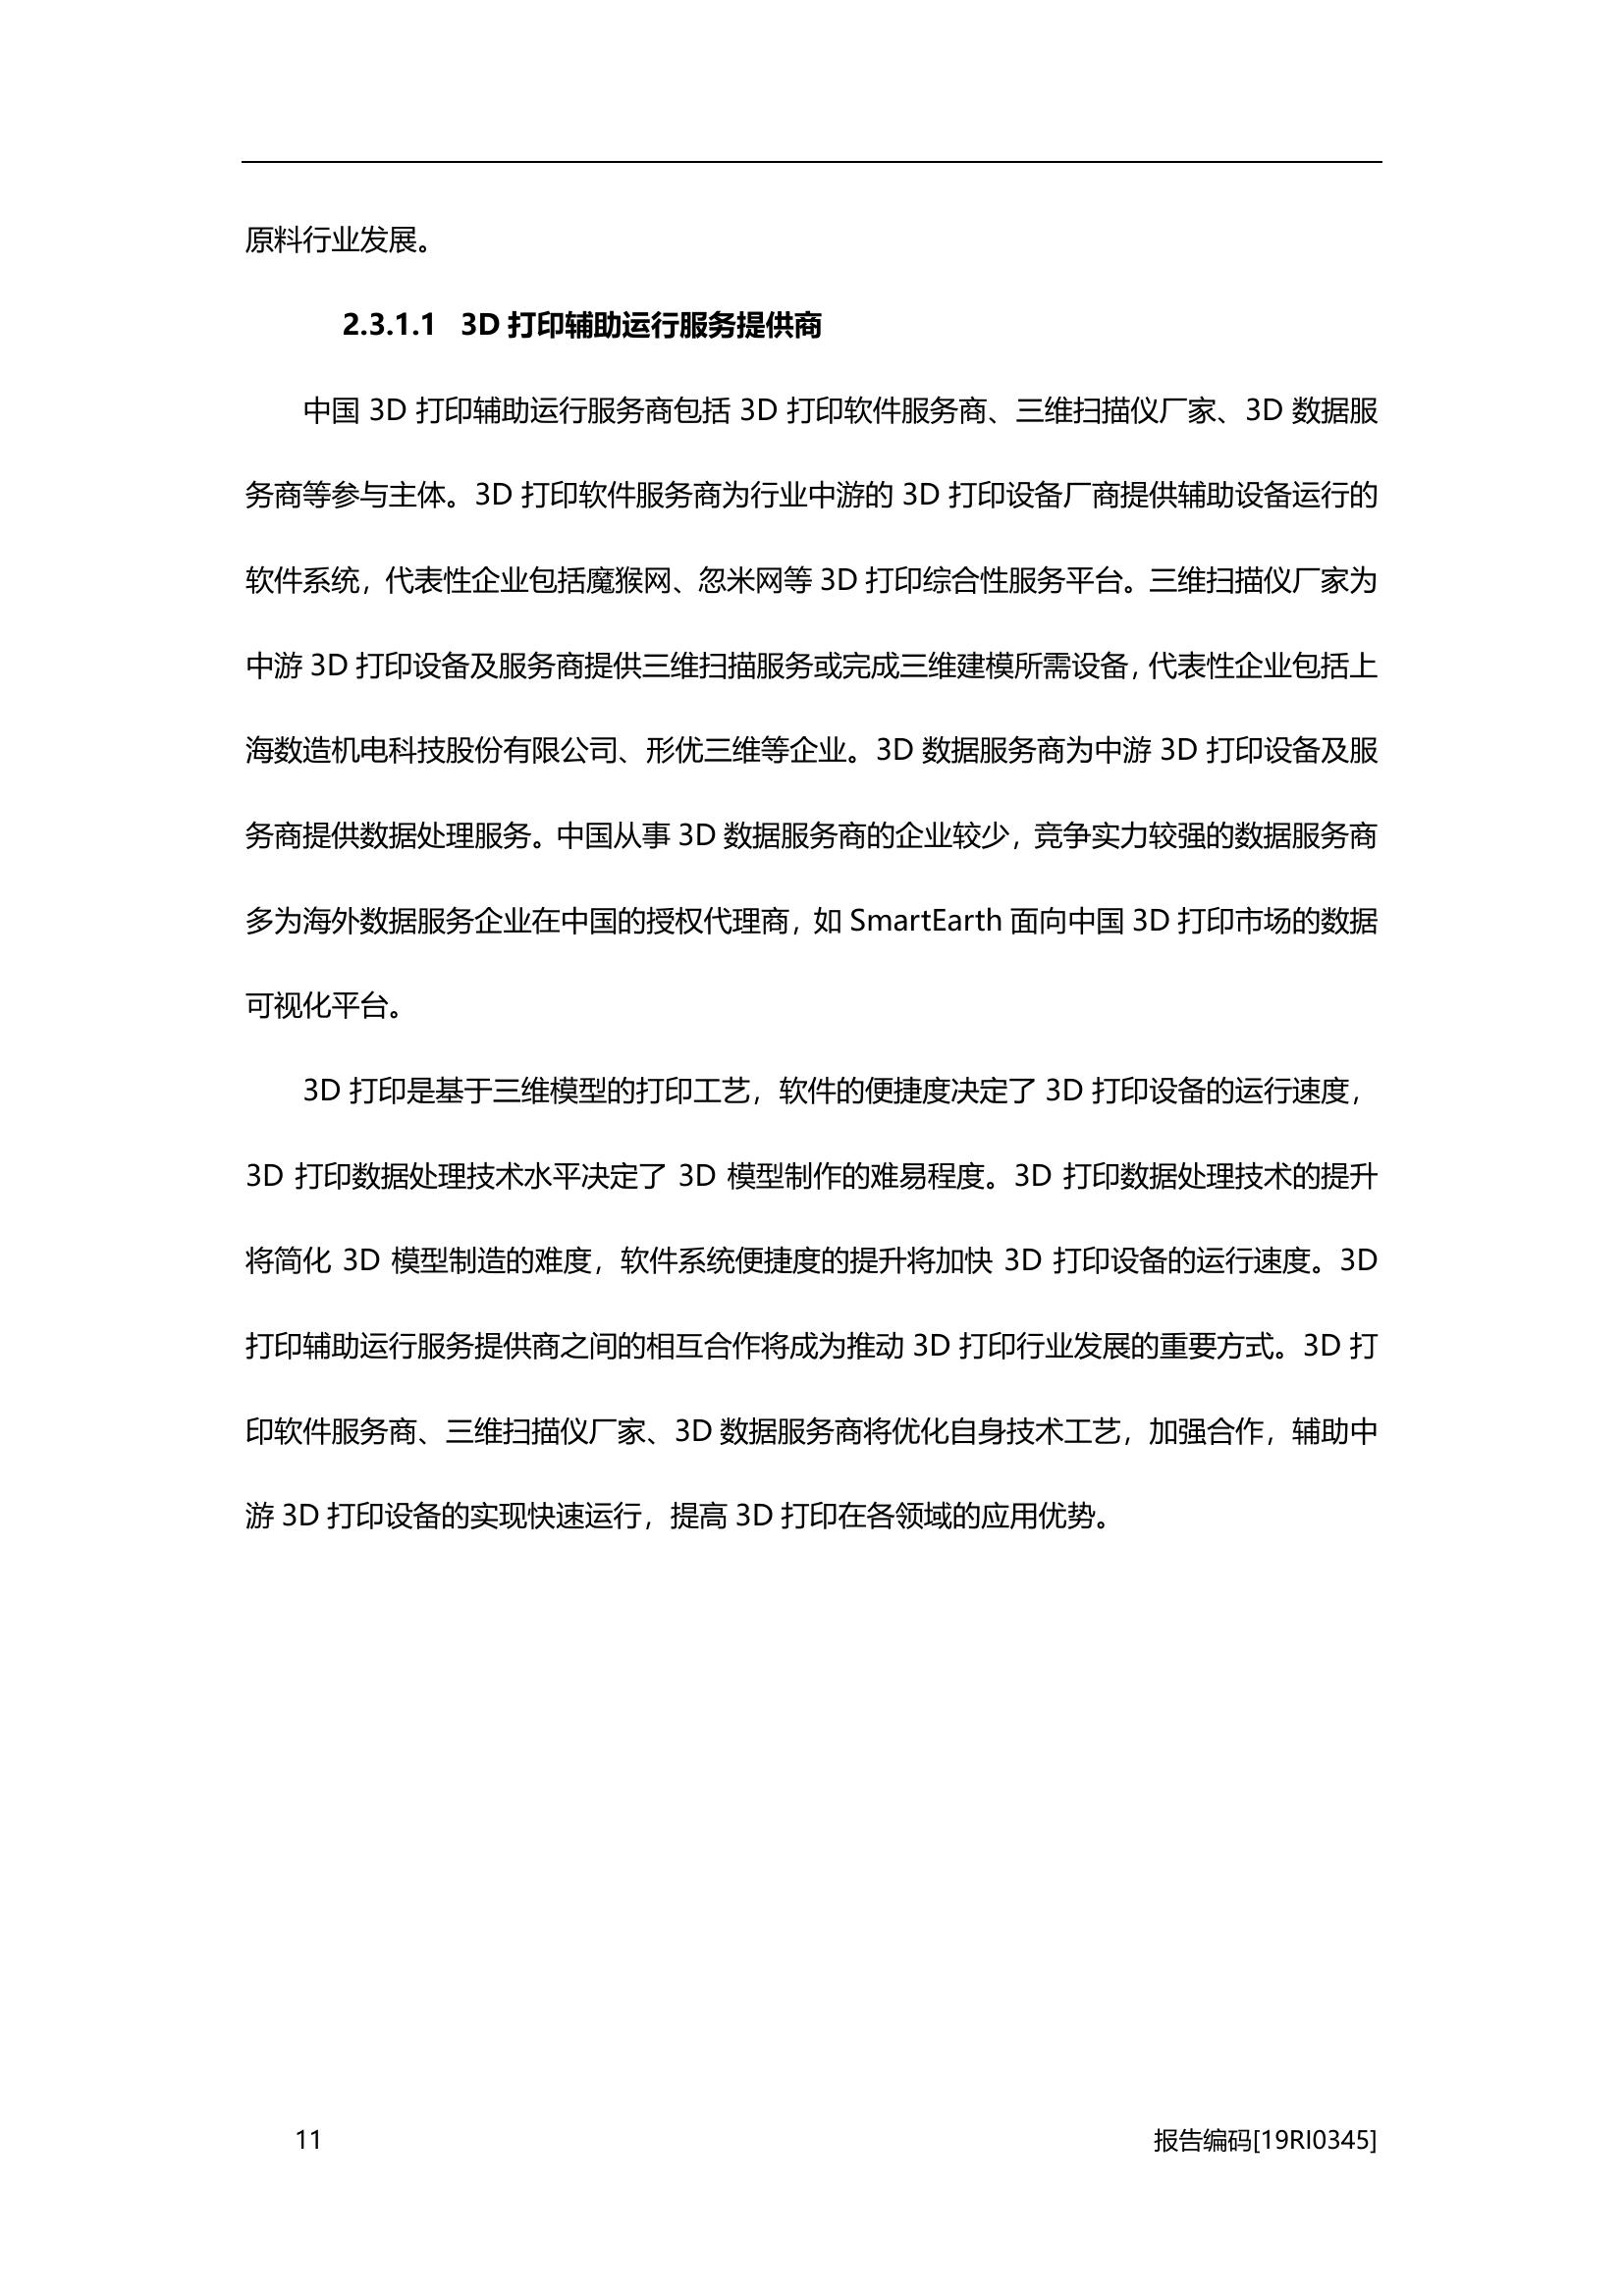 原料行业发展。
2.3.1.1 3D 打印辅助运行服务提供商
中国 3D 打印辅助运行服务商包括 3D 打印软件服务商、三维扫描仪厂家、3D 数据服
务商等参与主体。3D 打印软件服务商为行业中游的 3D 打印设备厂商提供辅助设备运行的
软件系统，代表性企业包括魔猴网、忽米网等 3D 打印综合性服务平台。三维扫描仪厂家为
中游 3D 打印设备及服务商提供三维扫描服务或完成三维建模所需设备，代表性企业包括上
海数造机电科技股份有限公司、形优三维等企业。3D 数据服务商为中游 3D 打印设备及服
务商提供数据处理服务。中国从事 3D 数据服务商的企业较少，竞争实力较强的数据服务商
多为海外数据服务企业在中国的授权代理商，如 SmartEarth 面向中国 3D 打印市场的数据
可视化平台。
3D 打印是基于三维模型的打印工艺，软件的便捷度决定了 3D 打印设备的运行速度，
3D 打印数据处理技术水平决定了 3D 模型制作的难易程度。3D 打印数据处理技术的提升
将简化 3D 模型制造的难度，软件系统便捷度的提升将加快 3D 打印设备的运行速度。3D
打印辅助运行服务提供商之间的相互合作将成为推动 3D 打印行业发展的重要方式。3D 打
印软件服务商、三维扫描仪厂家、3D 数据服务商将优化自身技术工艺，加强合作，辅助中
游 3D 打印设备的实现快速运行，提高 3D 打印在各领域的应用优势。
11 报告编码[19RI0345]